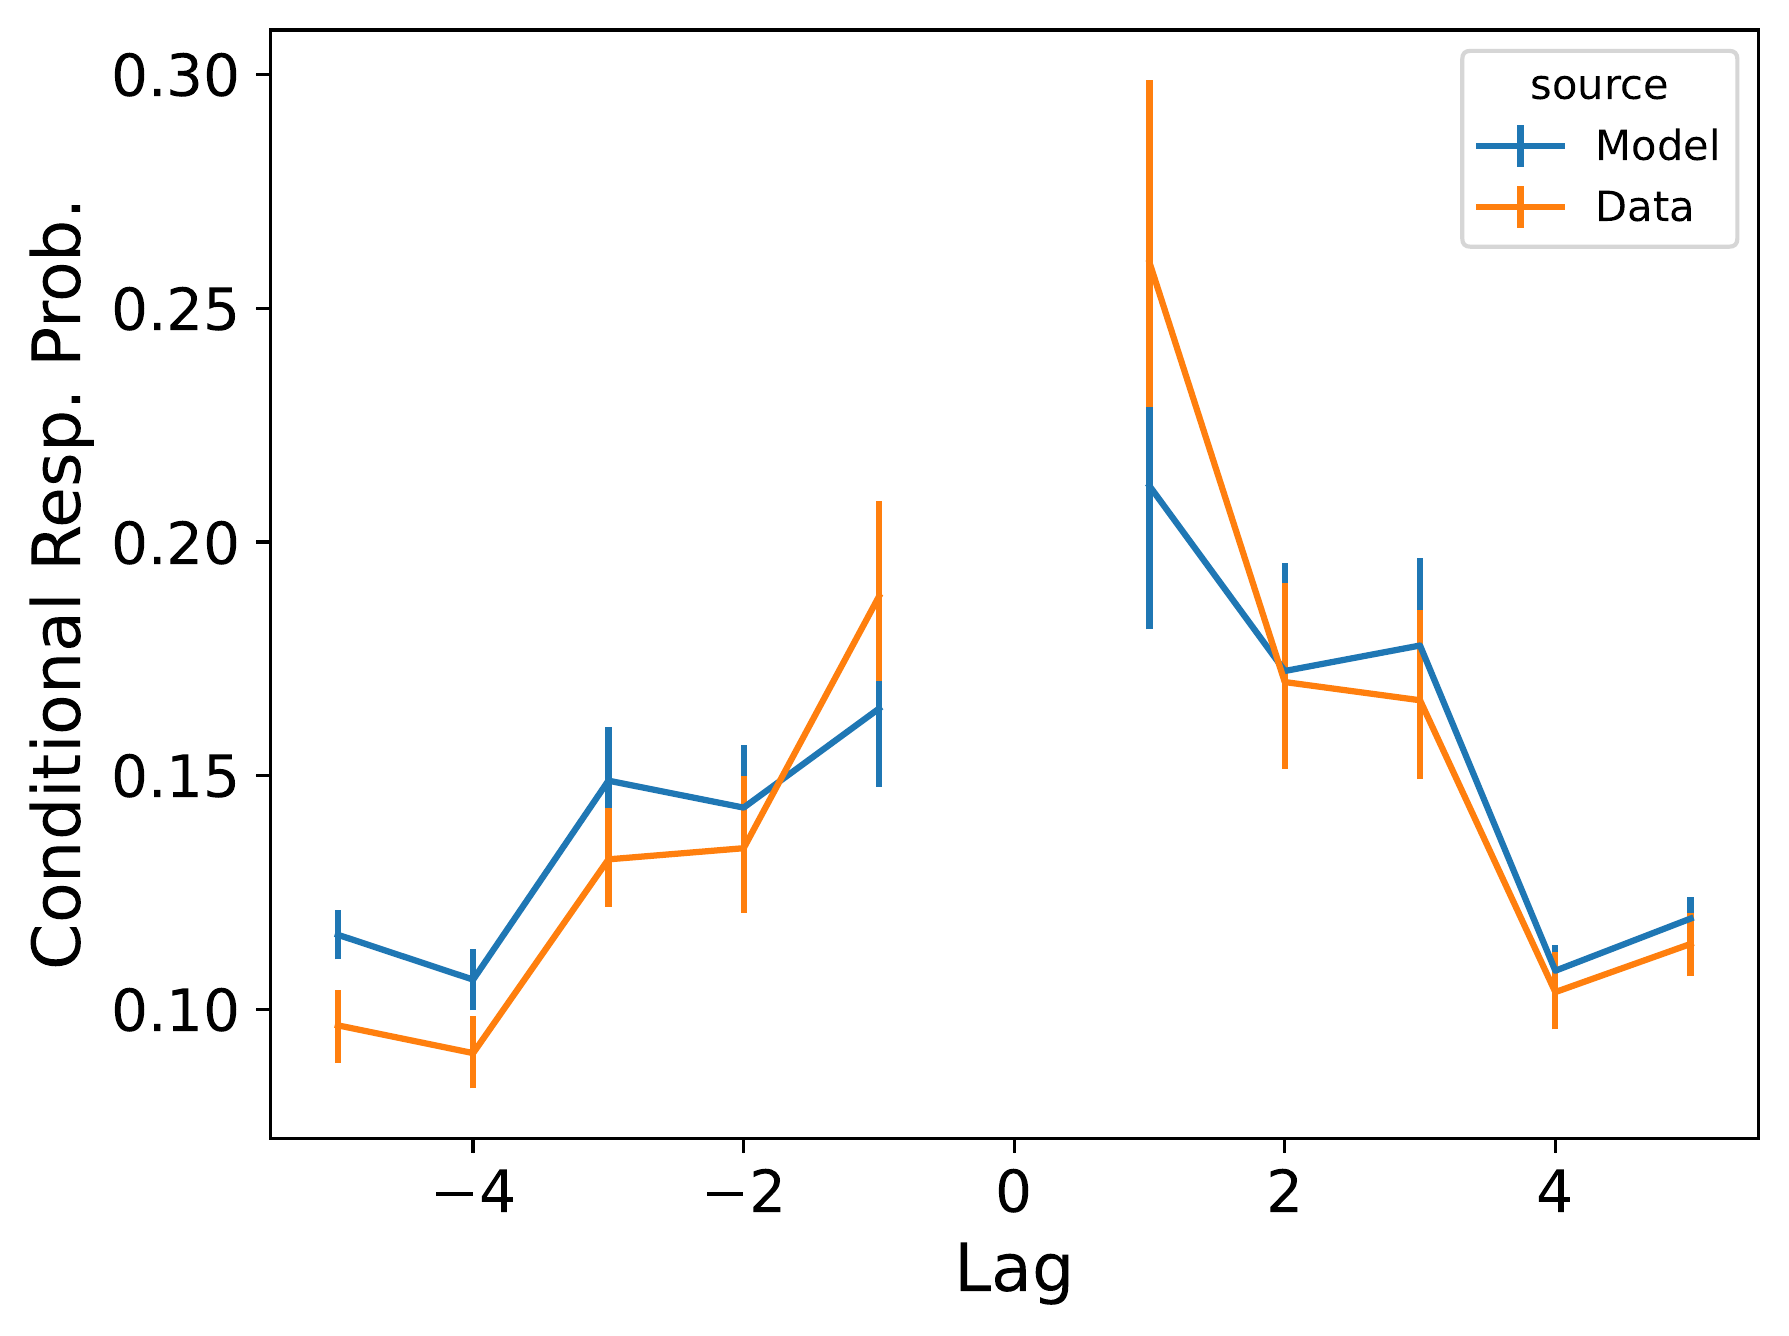 0.30
0.25
0.20
0.15
0.10
Conditional Resp. Prob.
source
Model
Data
−4 −2 0 2 4
Lag